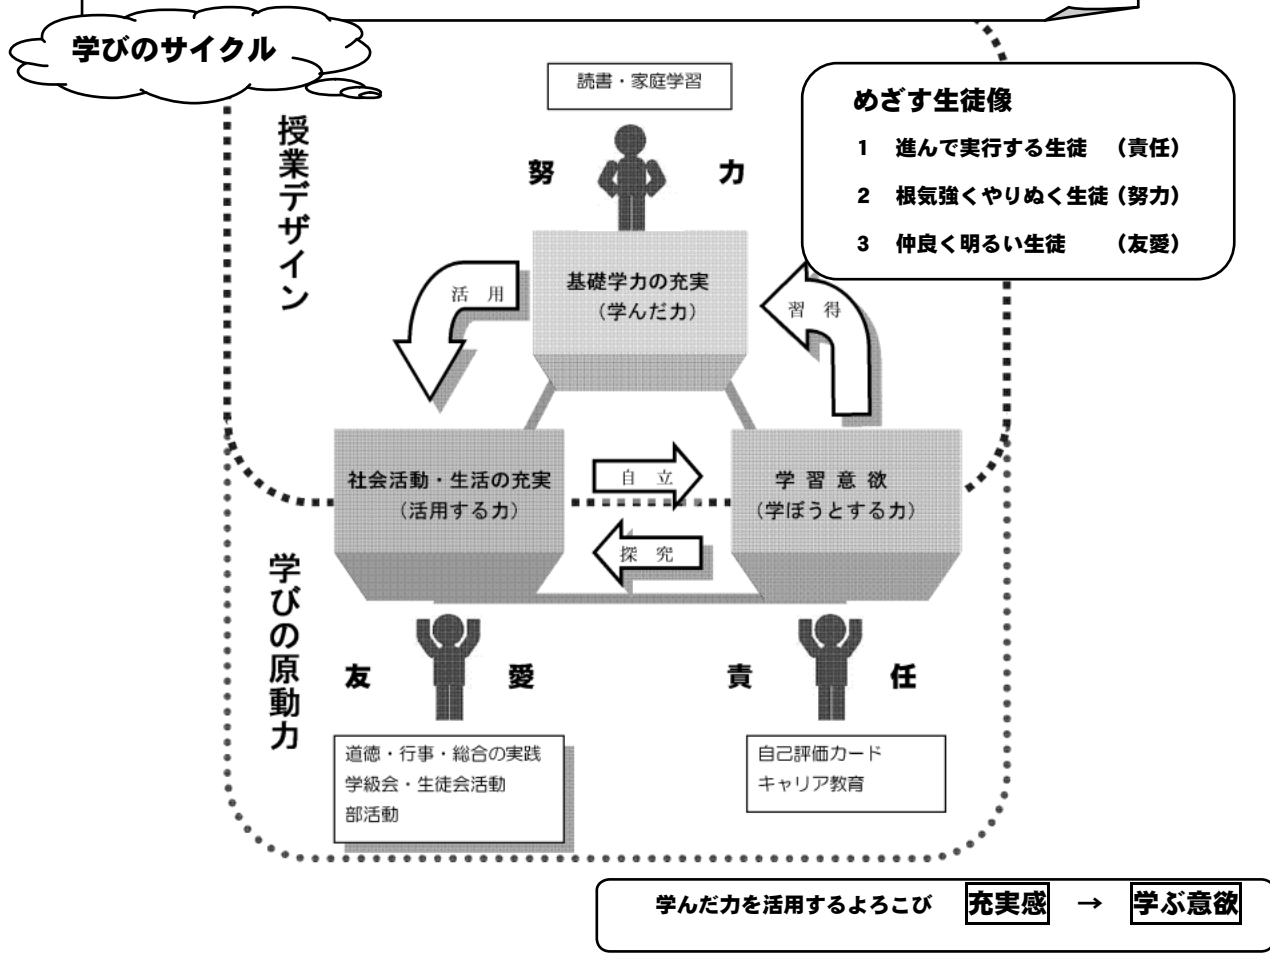 学びのサイクル
読書・家庭学習
めざす生徒像
1 進んで実行する生徒 （責任）
2 根気強くやりぬく生徒（努力）
3 仲良く明るい生徒 （友愛）
授業デザイン
努 力
基礎学力の充実
（学んだ力）
活 用
習 得
社会活動・生活の充実
（活用する力）
自 立
学 習 意 欲
（学ぼうとする力）
探 究
学びの原動力
友 愛
責 任
道徳・行事・総合の実践
学級会・生徒会活動
部活動
自己評価カード
キャリア教育
学んだ力を活用するよろこび 充実感 → 学ぶ意欲